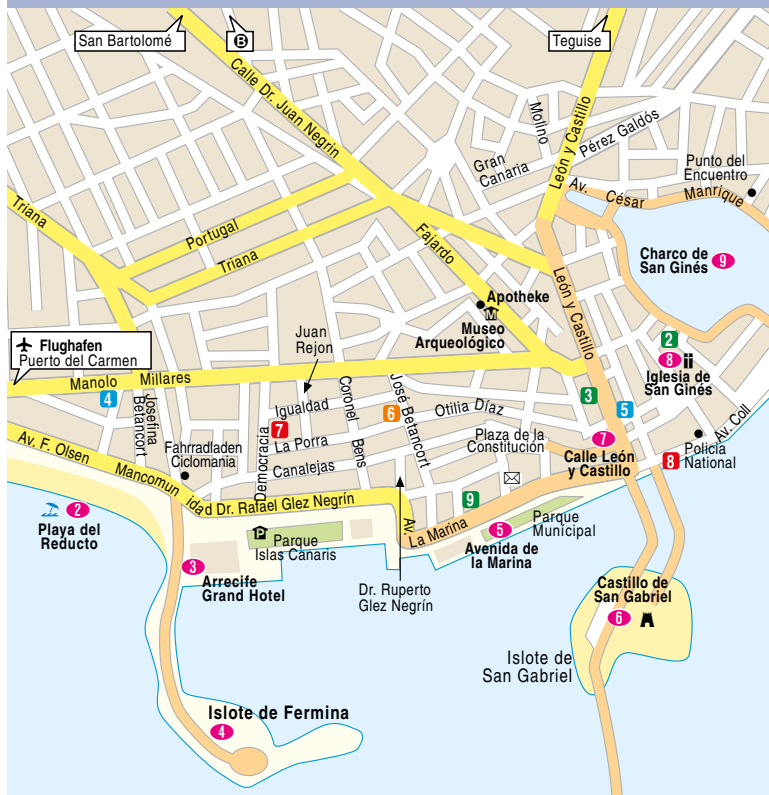 San Bartolomé
B
Teguise
Calle Dr. Juan Negrín
Molino
Pérez Galdós
Gran
Canaria
León y Castillo
Punto del
Encuentro
Av. César Manrique
Triana
Portugal
Triana
Fajardo
Charco de
San Ginés
9
León y Castillo
Apotheke
M
Museo
Arqueológico
Juan
Rejon
2
8
Iglesia de
San Ginés
Flughafen
Puerto del Carmen
Manolo Millares
4
Josefina
Betancort
Igualdad
Coronel
Bens
José Betancort
6
Otilia Díaz
3
5
Av. Coll
7
La Porra
Democracia
Canalejas
Plaza de la
Constitución
7
Calle León
y Castillo
8
Policia
National
Av. F. Olsen
Mancomun idad Dr. Rafael Glez Negrín
Fahrradladen
Ciclomania
9
Av.
La Marina
2
Playa del
Reducto
P
Parque
Islas Canaris
5
Avenida de
la Marina
Parque
Municipal
3
Arrecife
Grand Hotel
Dr. Ruperto
Glez Negrín
Castillo de
San Gabriel
6
Islote de
San Gabriel
Islote de Fermina
4